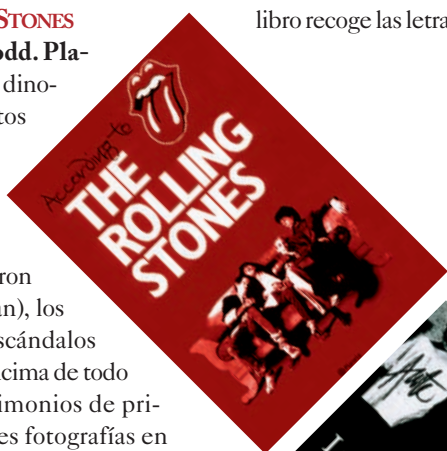 STONES
odd. Pla-
dino-
tos
ron
an), los
scándalos
cima de todo
imonios de pri-
es fotografías en
libro recoge las letra
According to
THE
ROLLING
STONES